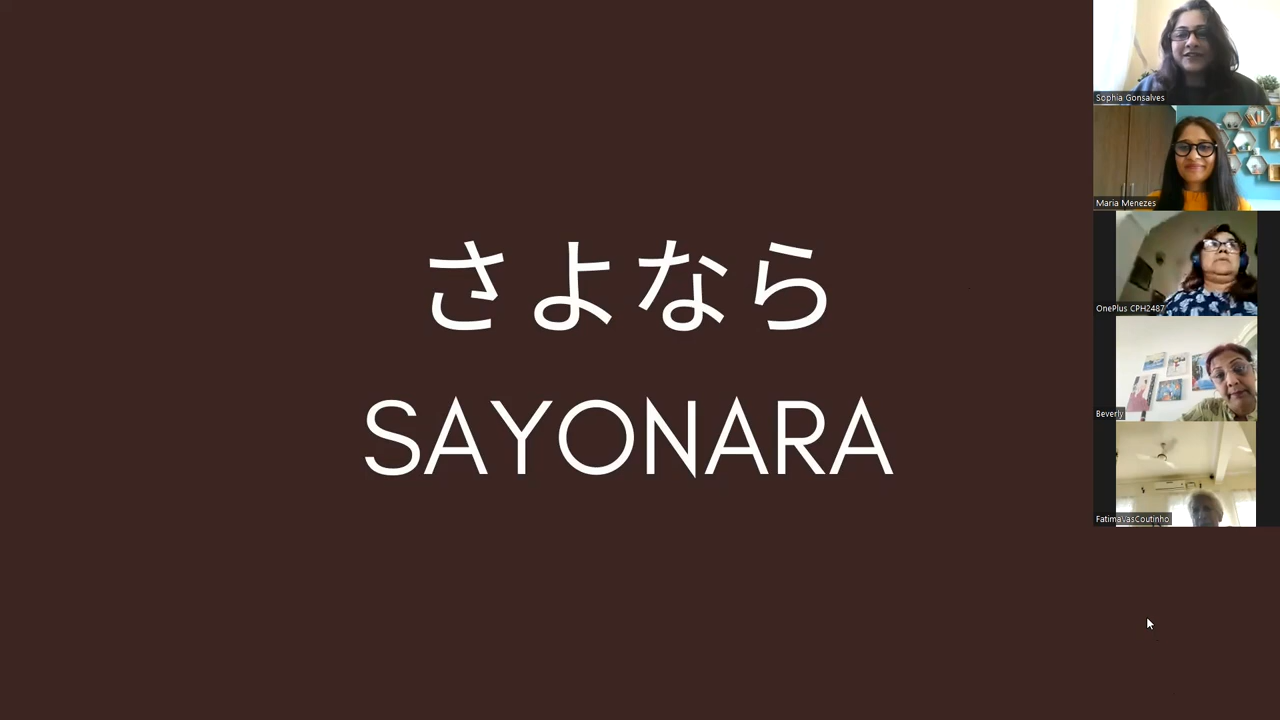 さよなら
SAYONARA
Sophia Gonsalves
Maria Menezes
OnePlus CPH2487
Beverly
FatimaVasCoutinho